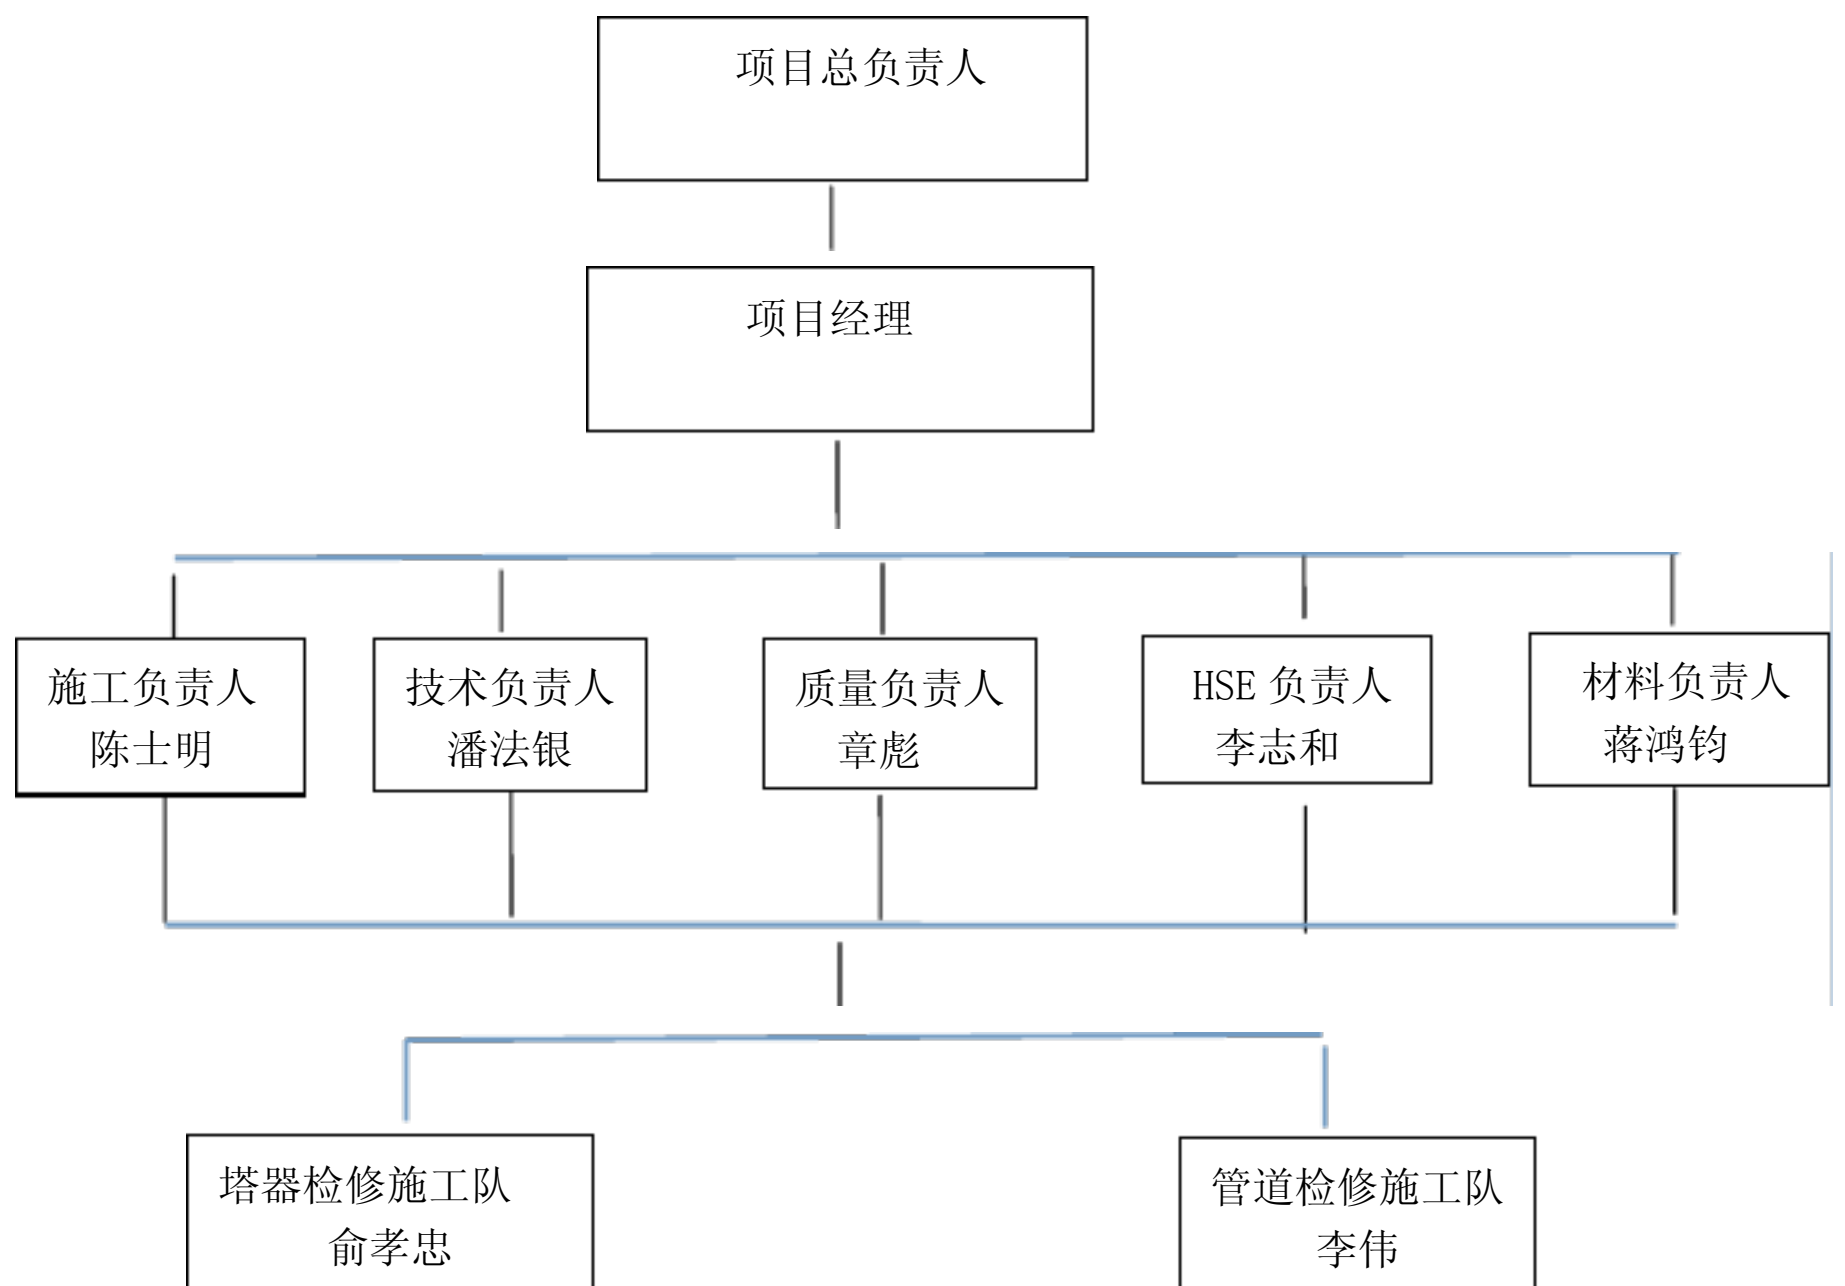 项目总负责人
项目经理
施工负责人
陈士明
技术负责人
潘法银
质量负责人
章彪
HSE 负责人
李志和
材料负责人
蒋鸿钧
塔器检修施工队
俞孝忠
管道检修施工队
李伟